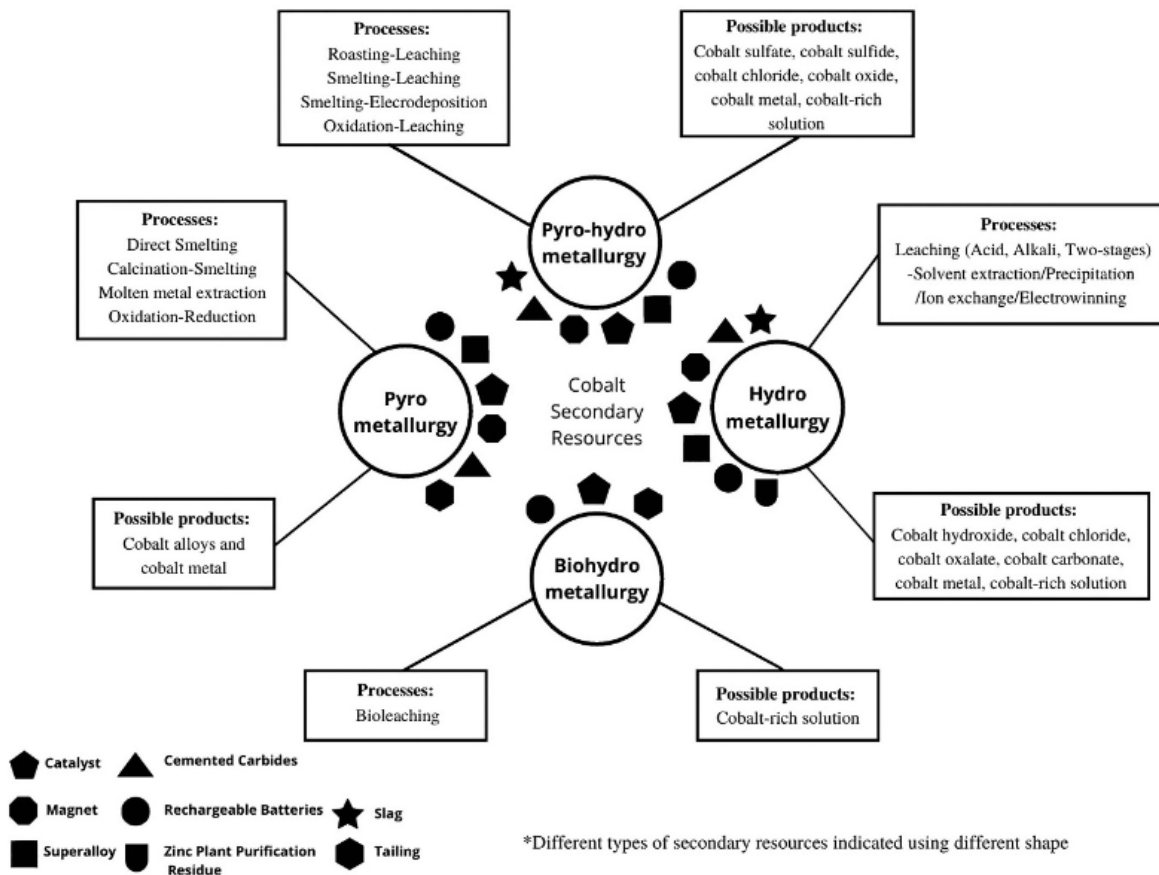 Processes:
Roasting-Leaching
Smelting-Leaching
Smelting-Elecrodeposition
Oxidation-Leaching
Possible products:
Cobalt sulfate, cobalt sulfide,
cobalt chloride, cobalt oxide,
cobalt metal, cobalt-rich
solution
Pyro-hydro
metallurgy
Processes:
Direct Smelting
Calcination-Smelting
Molten metal extraction
Oxidation-Reduction
Processes:
Leaching (Acid, Alkali, Two-stages)
-Solvent extraction/Precipitation
/Ion exchange/Electrowinning
Pyro
metallurgy
Cobalt
Secondary
Resources
Hydro
metallurgy
Possible products:
Cobalt alloys and
cobalt metal
Possible products:
Cobalt hydroxide, cobalt chloride,
cobalt oxalate, cobalt carbonate,
cobalt metal, cobalt-rich solution
Biohydro
metallurgy
Processes:
Bioleaching
Possible products:
Cobalt-rich solution
Catalyst
Cemented Carbides
Magnet
Rechargeable Batteries
Slag
Superalloy
Zinc Plant Purification
Residue
Tailing
*Different types of secondary resources indicated using different shape